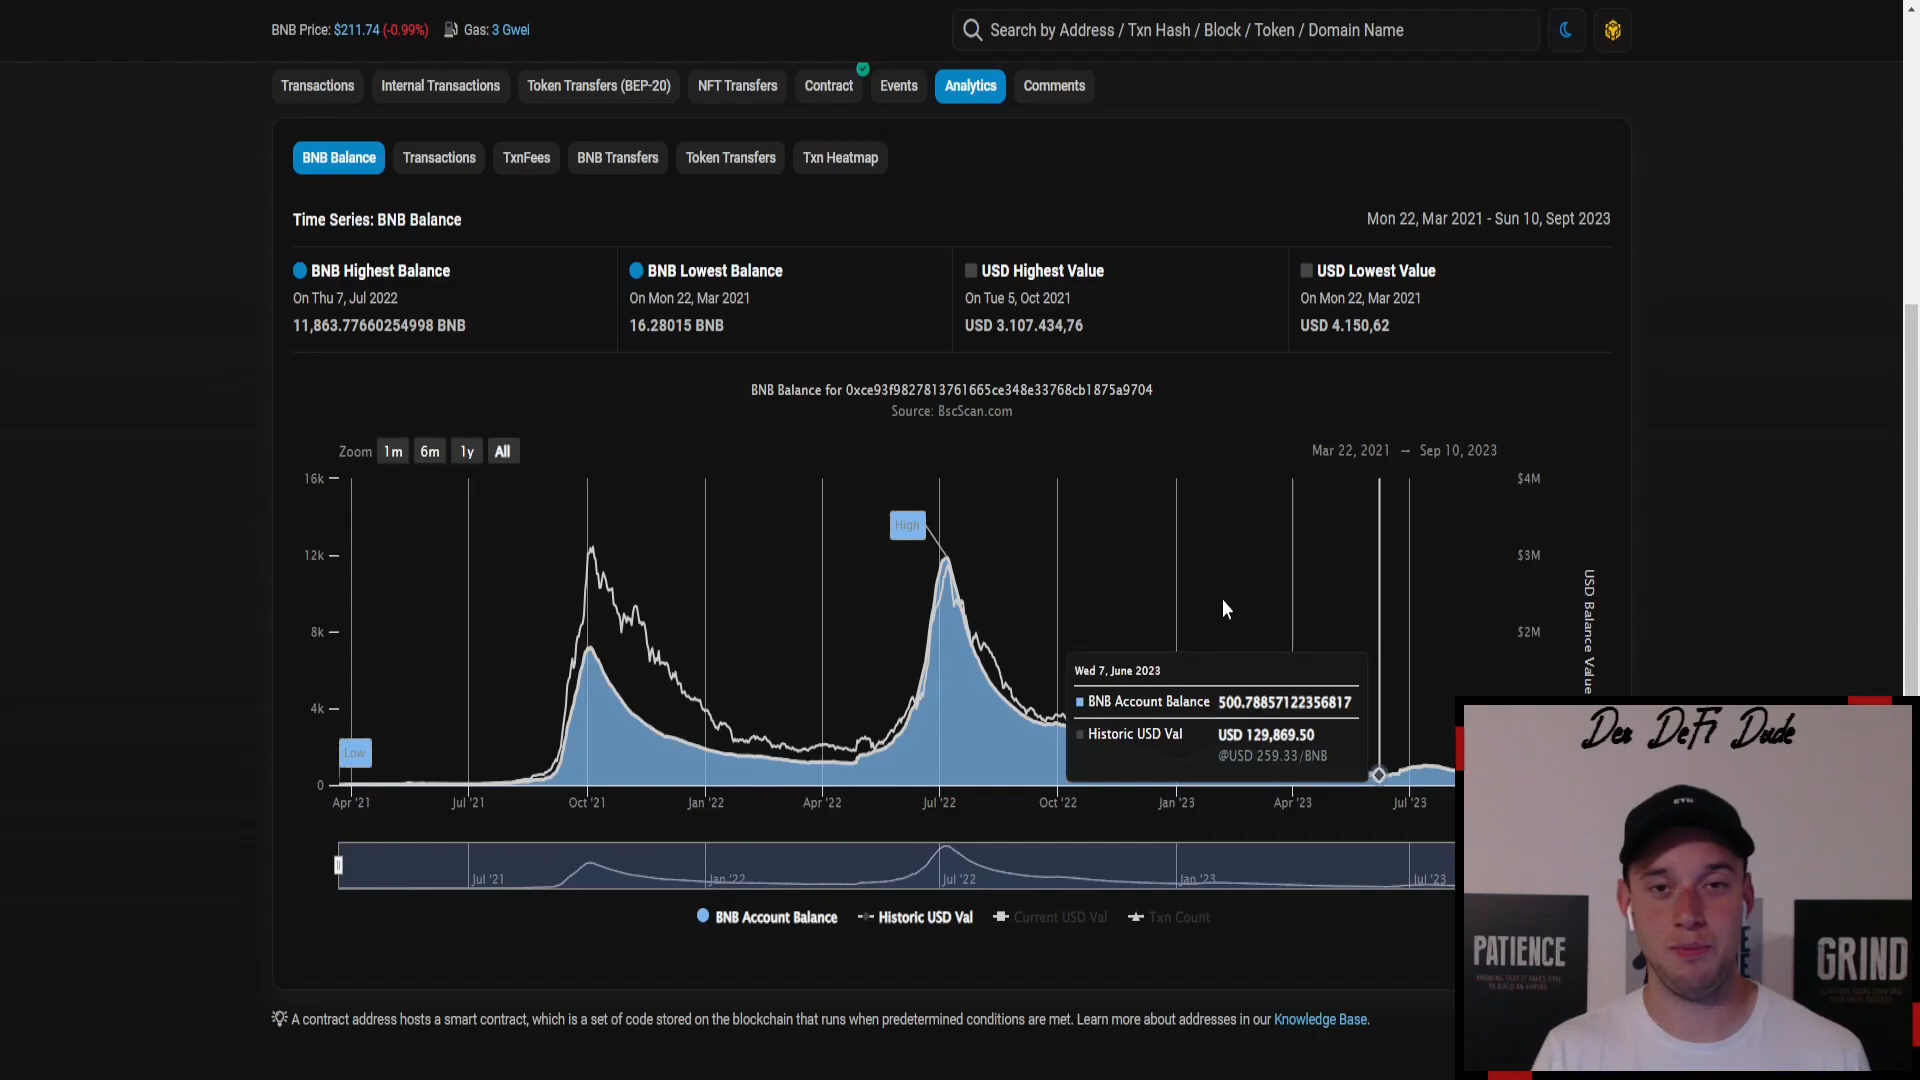 BNB Price: $211.74 (-0.99%) Gas: 3 Gwei
Search by Address / Txn Hash / Block / Token / Domain Name
Transactions Internal Transactions Token Transfers (BEP-20) NFT Transfers Contract Events Analytics Comments
BNB Balance Transactions TxnFees BNB Transfers Token Transfers Txn Heatmap
Time Series: BNB Balance
Mon 22, Mar 2021 - Sun 10, Sept 2023
BNB Highest Balance
On Thu 7, Jul 2022
11,863.77660254998 BNB
BNB Lowest Balance
On Mon 22, Mar 2021
16.28015 BNB
USD Highest Value
On Tue 5, Oct 2021
USD 3.107.434,76
USD Lowest Value
On Mon 22, Mar 2021
USD 4.150,62
BNB Balance for 0xce93f9827813761665ce348e33768cb1875a9704
Source: BscScan.com
Zoom 1m 6m 1y All
Mar 22, 2021 → Sep 10, 2023
16k
12k
8k
4k
0
$4M
$3M
$2M
USD Balance Value
High
Low
Wed 7, June 2023
BNB Account Balance 500.78857122356817
Historic USD Val USD 129,869.50
@USD 259.33/BNB
Apr '21 Jul '21 Oct '21 Jan '22 Apr '22 Jul '22 Oct '22 Jan '23 Apr '23 Jul '23
Jul '21 Jan '22 Jul '22 Jan '23 Jul '23
BNB Account Balance Historic USD Val Current USD Val Txn Count
A contract address hosts a smart contract, which is a set of code stored on the blockchain that runs when predetermined conditions are met. Learn more about addresses in our Knowledge Base.
Der DeFi Dude
ETH
PATIENCE
GRIND